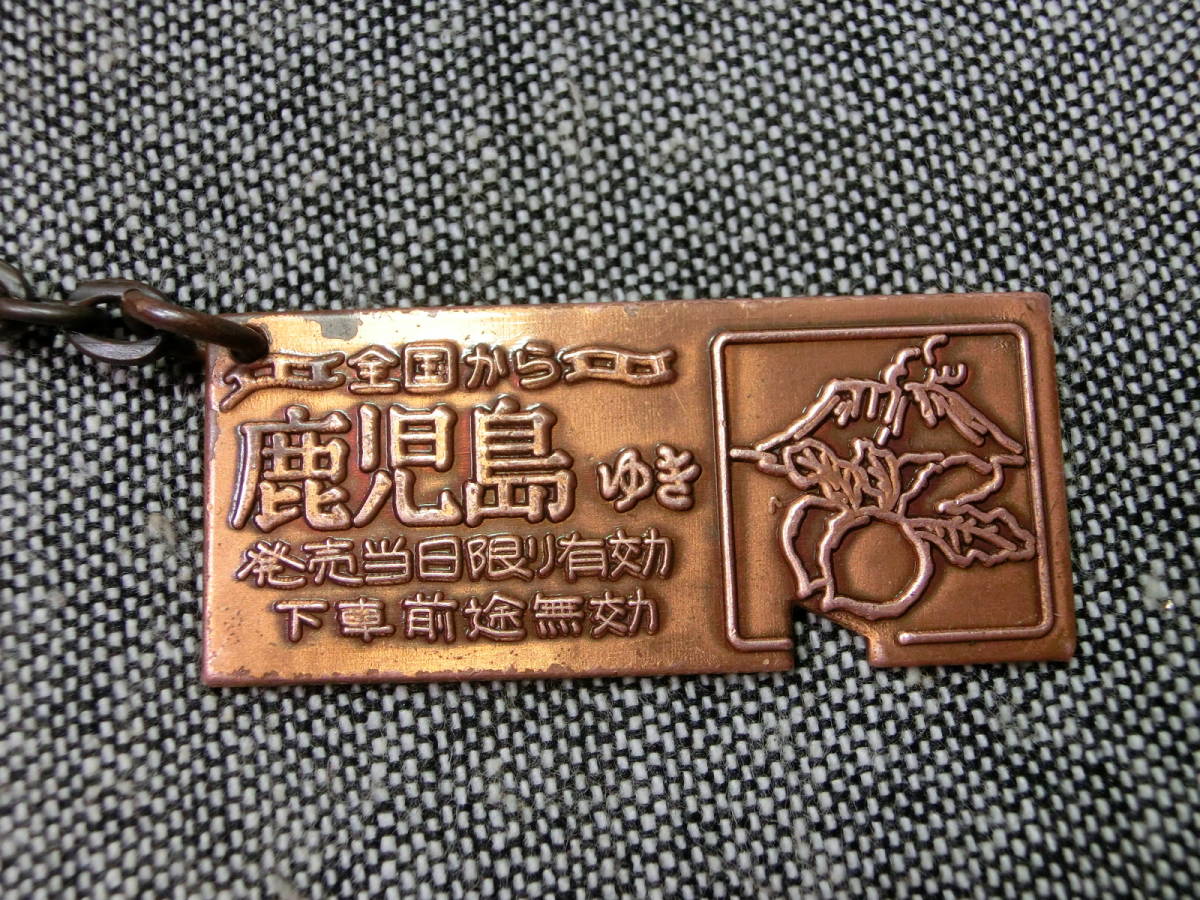 全国から
鹿児島ゆき
発売当日限り有効
下車前途無効